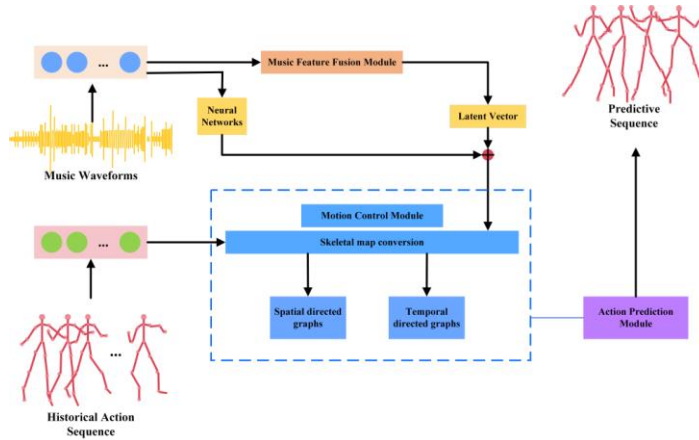 ...
Music Feature Fusion Module
Neural
Networks
Latent Vector
Music Waveforms
Predictive
Sequence
Motion Control Module
Skeletal map conversion
...
Spatial directed
graphs
Temporal
directed graphs
Action Prediction
Module
...
Historical Action
Sequence